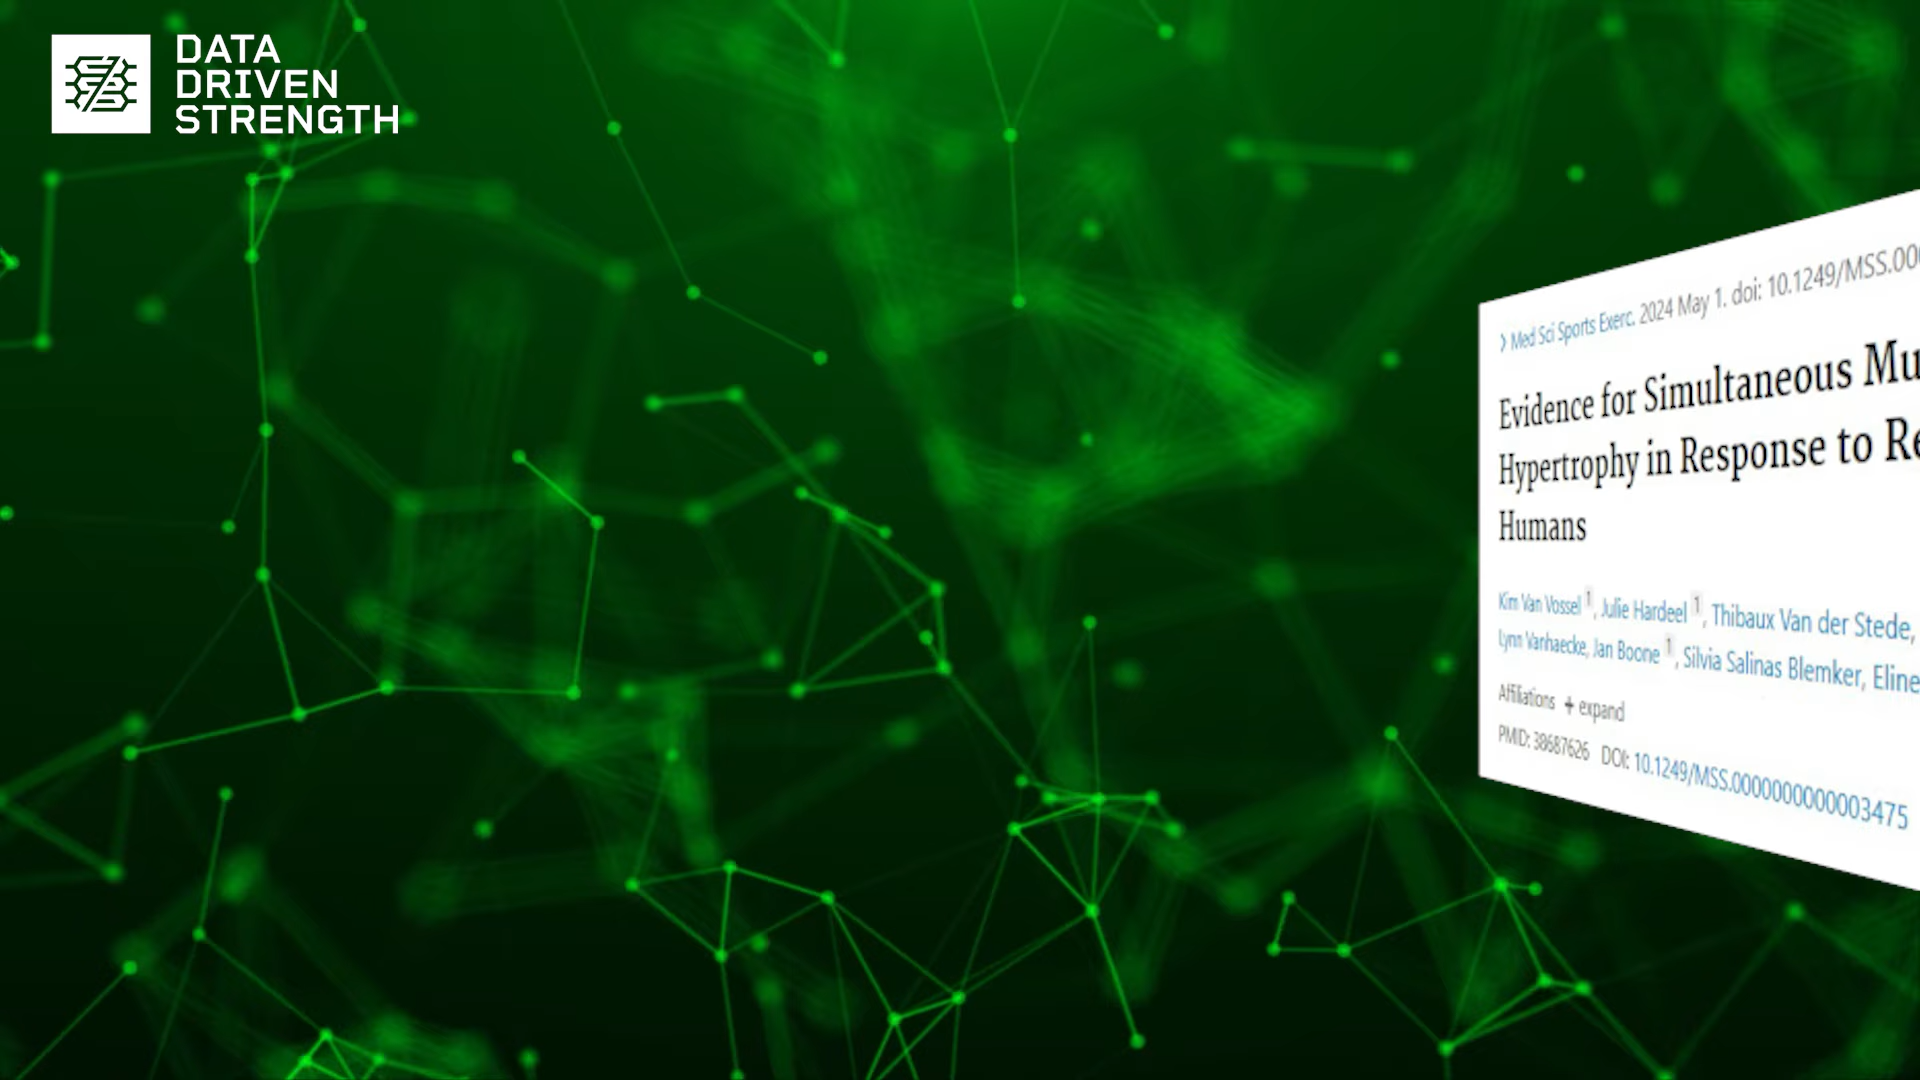 DATA
DRIVEN
STRENGTH
Med Sci Sports Exerc. 2024 May 1. doi: 10.1249/MSS.00
Evidence for Simultaneous Mu
Hypertrophy in Response to Re
Humans
Kim Van Vossel 1, Julie Hardeel 1, Thibaux Van der Stede,
Lynn Vanhaecke, Jan Boone 1, Silvia Salinas Blemker, Eline
Affiliations + expand
PMID: 38687626 DOI: 10.1249/MSS.0000000000003475